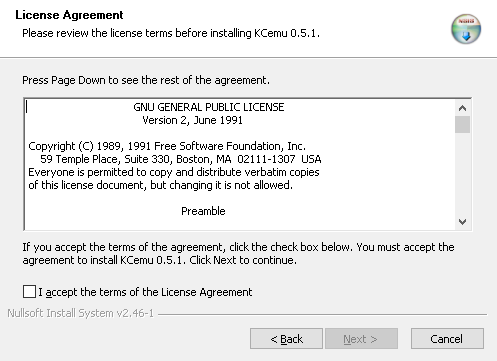 License Agreement
Please review the license terms before installing KCemu 0.5.1.
Press Page Down to see the rest of the agreement.
GNU GENERAL PUBLIC LICENSE
Version 2, June 1991
Copyright (C) 1989, 1991 Free Software Foundation, Inc.
59 Temple Place, Suite 330, Boston, MA  02111-1307  USA
Everyone is permitted to copy and distribute verbatim copies
of this license document, but changing it is not allowed.
Preamble
If you accept the terms of the agreement, click the check box below. You must accept the
agreement to install KCemu 0.5.1. Click Next to continue.
I accept the terms of the License Agreement
Nullsoft Install System v2.46-1
< Back
Next >
Cancel